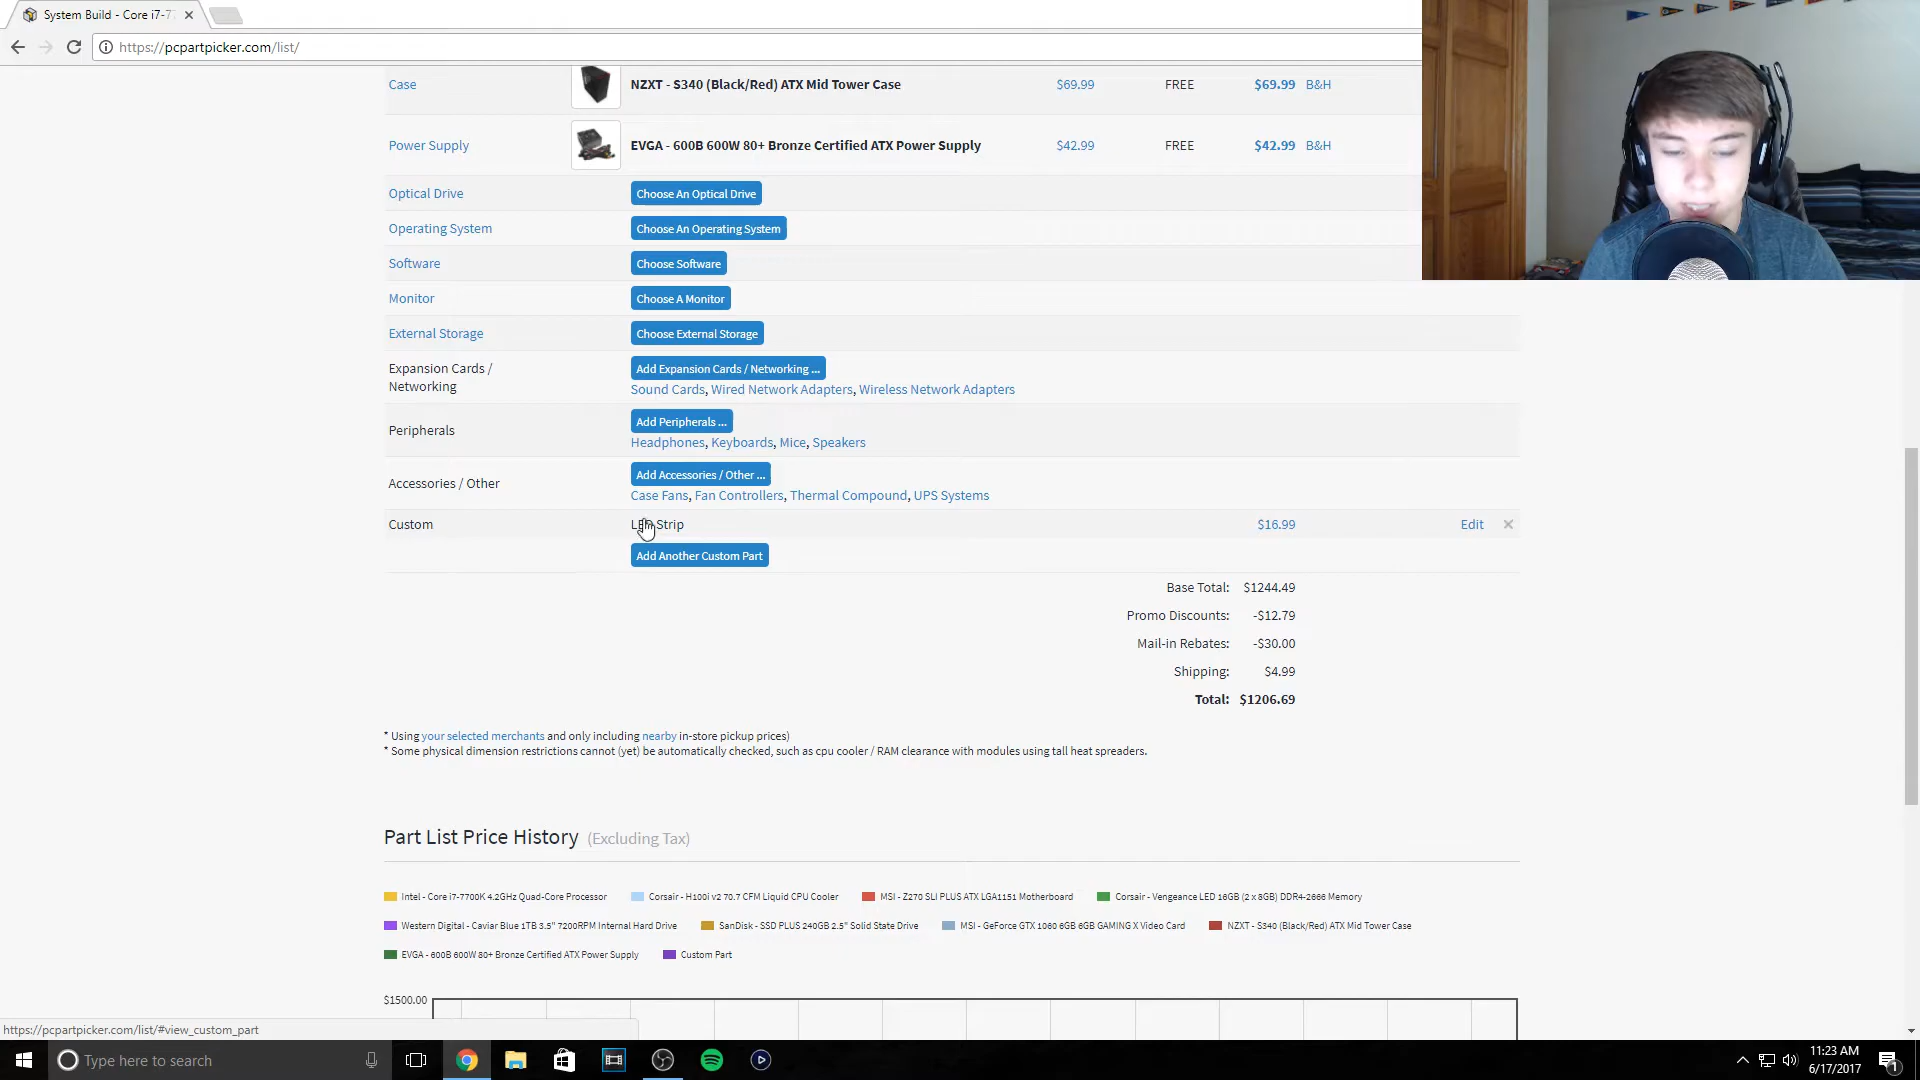 System Build - Core i7-7
https://pcpartpicker.com/list/
Case NZXT - S340 (Black/Red) ATX Mid Tower Case $69.99 FREE $69.99 B&H
Power Supply EVGA - 600B 600W 80+ Bronze Certified ATX Power Supply $42.99 FREE $42.99 B&H
Optical Drive Choose An Optical Drive
Operating System Choose An Operating System
Software Choose Software
Monitor Choose A Monitor
External Storage Choose External Storage
Expansion Cards / Networking Add Expansion Cards / Networking ...
Sound Cards, Wired Network Adapters, Wireless Network Adapters
Peripherals Add Peripherals ...
Headphones, Keyboards, Mice, Speakers
Accessories / Other Add Accessories / Other ...
Case Fans, Fan Controllers, Thermal Compound, UPS Systems
Custom Strip $16.99 Edit
Add Another Custom Part
Base Total: $1244.49
Promo Discounts: -$12.79
Mail-in Rebates: -$30.00
Shipping: $4.99
Total: $1206.69
* Using your selected merchants and only including nearby in-store pickup prices)
* Some physical dimension restrictions cannot (yet) be automatically checked, such as cpu cooler / RAM clearance with modules using tall heat spreaders.
Part List Price History (Excluding Tax)
Intel - Core i7-7700K 4.2GHz Quad-Core Processor Corsair - H100i v2 70.7 CFM Liquid CPU Cooler MSI - Z270 SLI PLUS ATX LGA1151 Motherboard Corsair - Vengeance LED 16GB (2 x 8GB) DDR4-2666 Memory
Western Digital - Caviar Blue 1TB 3.5" 7200RPM Internal Hard Drive SanDisk - SSD PLUS 240GB 2.5" Solid State Drive MSI - GeForce GTX 1060 6GB 6GB GAMING X Video Card NZXT - S340 (Black/Red) ATX Mid Tower Case
EVGA - 600B 600W 80+ Bronze Certified ATX Power Supply Custom Part
$1500.00
https://pcpartpicker.com/list/#view_custom_part
Type here to search
11:23 AM
6/17/2017
1